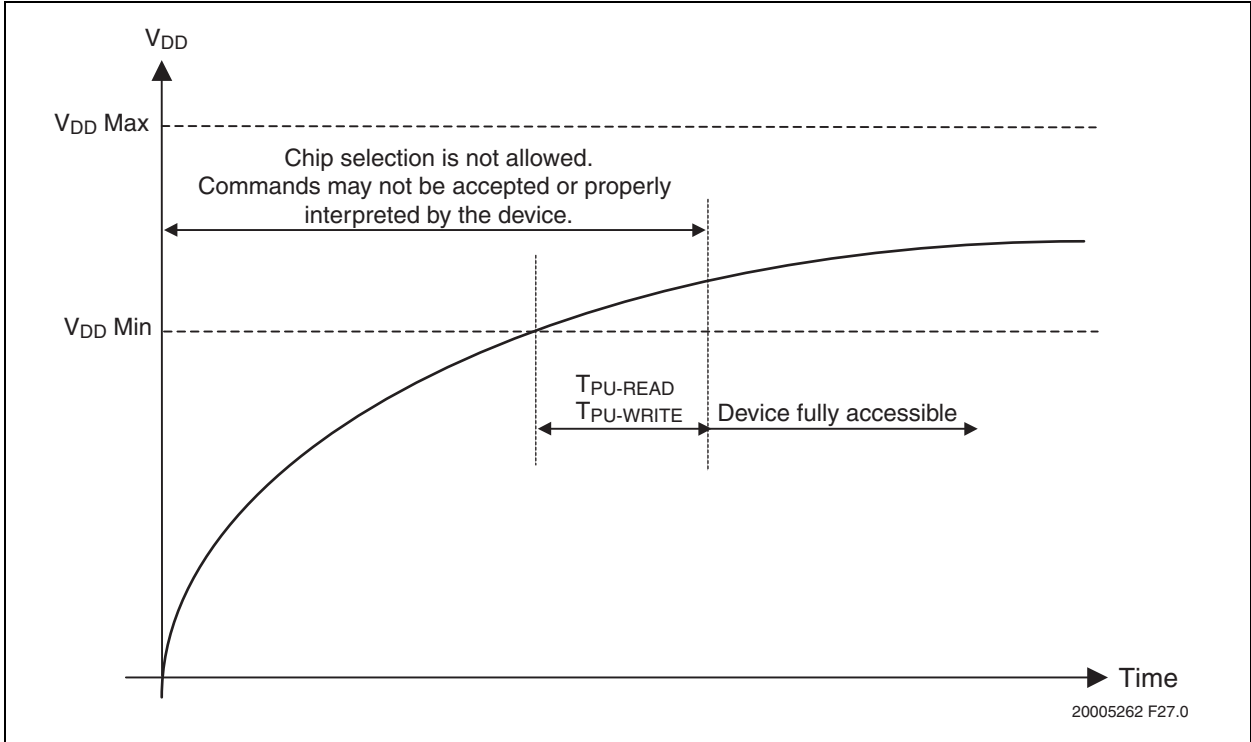 VDD
VDD Max
Chip selection is not allowed.
Commands may not be accepted or properly
interpreted by the device.
VDD Min
TPU-READ
TPU-WRITE
Device fully accessible
Time
20005262 F27.0